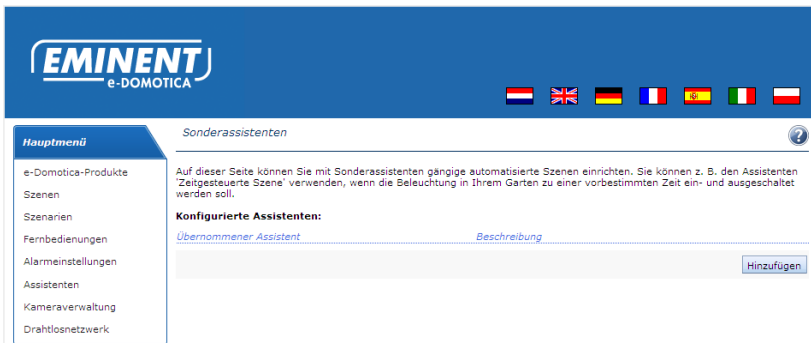 EMINENT
e-DOMOTICA
Hauptmenü
e-Domotica-Produkte
Szenen
Szenarien
Fernbedienungen
Alarmeinstellungen
Assistenten
Kameraverwaltung
Drahtlosnetzwerk
Sonderassistenten
?
Auf dieser Seite können Sie mit Sonderassistenten gängige automatisierte Szenen einrichten. Sie können z. B. den Assistenten
'Zeitgesteuerte Szene' verwenden, wenn die Beleuchtung in Ihrem Garten zu einer vorbestimmten Zeit ein- und ausgeschaltet
werden soll.
Konfigurierte Assistenten:
Übernommener Assistent Beschreibung
Hinzufügen